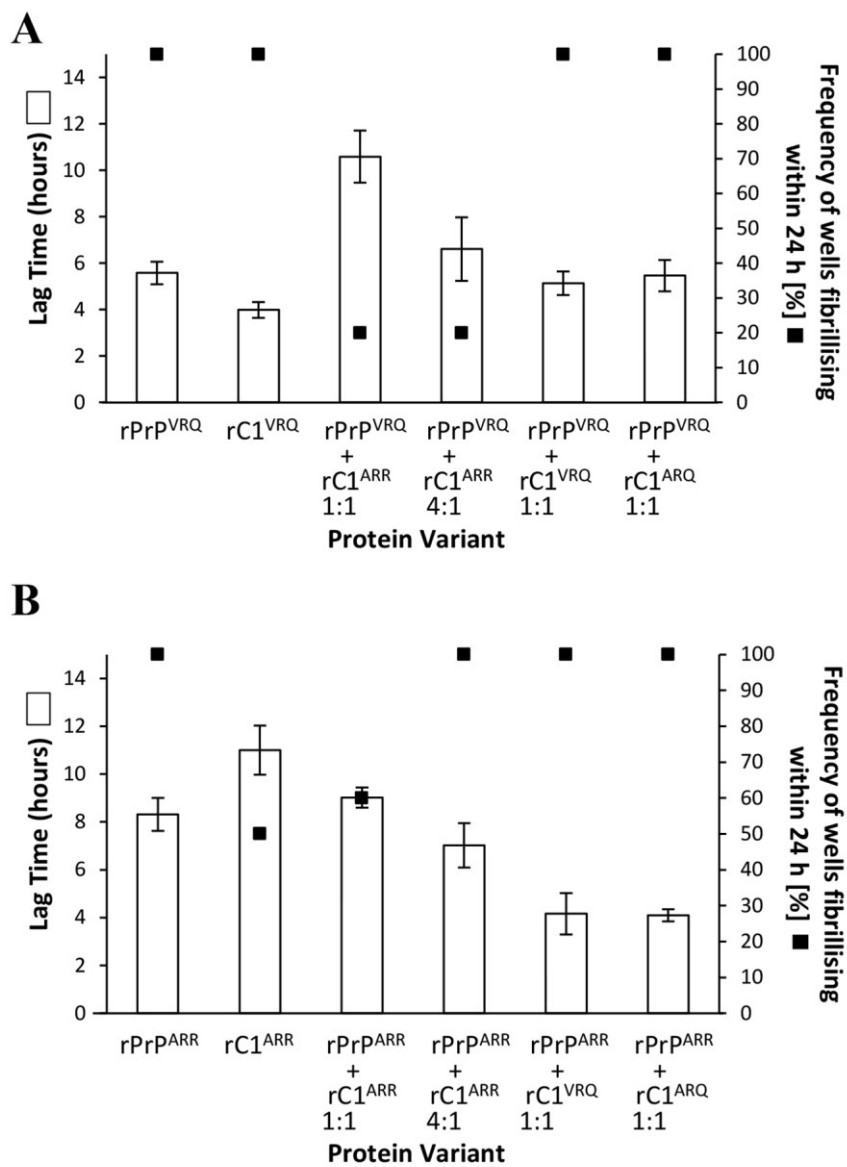 A
Lag Time (hours)
14
12
10
8
6
4
2
0
100
90
80
70
60
50
40
30
20
10
0
Frequency of wells fibrillising
within 24 h [%]
rPrP^VRQ rC1^VRQ rPrP^VRQ rPrP^VRQ rPrP^VRQ rPrP^VRQ
+ + + +
rC1^ARR rC1^ARR rC1^VRQ rC1^ARQ
1:1 4:1 1:1 1:1
Protein Variant
B
Lag Time (hours)
14
12
10
8
6
4
2
0
100
90
80
70
60
50
40
30
20
10
0
Frequency of wells fibrillising
within 24 h [%]
rPrP^ARR rC1^ARR rPrP^ARR rPrP^ARR rPrP^ARR rPrP^ARR
+ + + +
rC1^ARR rC1^ARR rC1^VRQ rC1^ARQ
1:1 4:1 1:1 1:1
Protein Variant